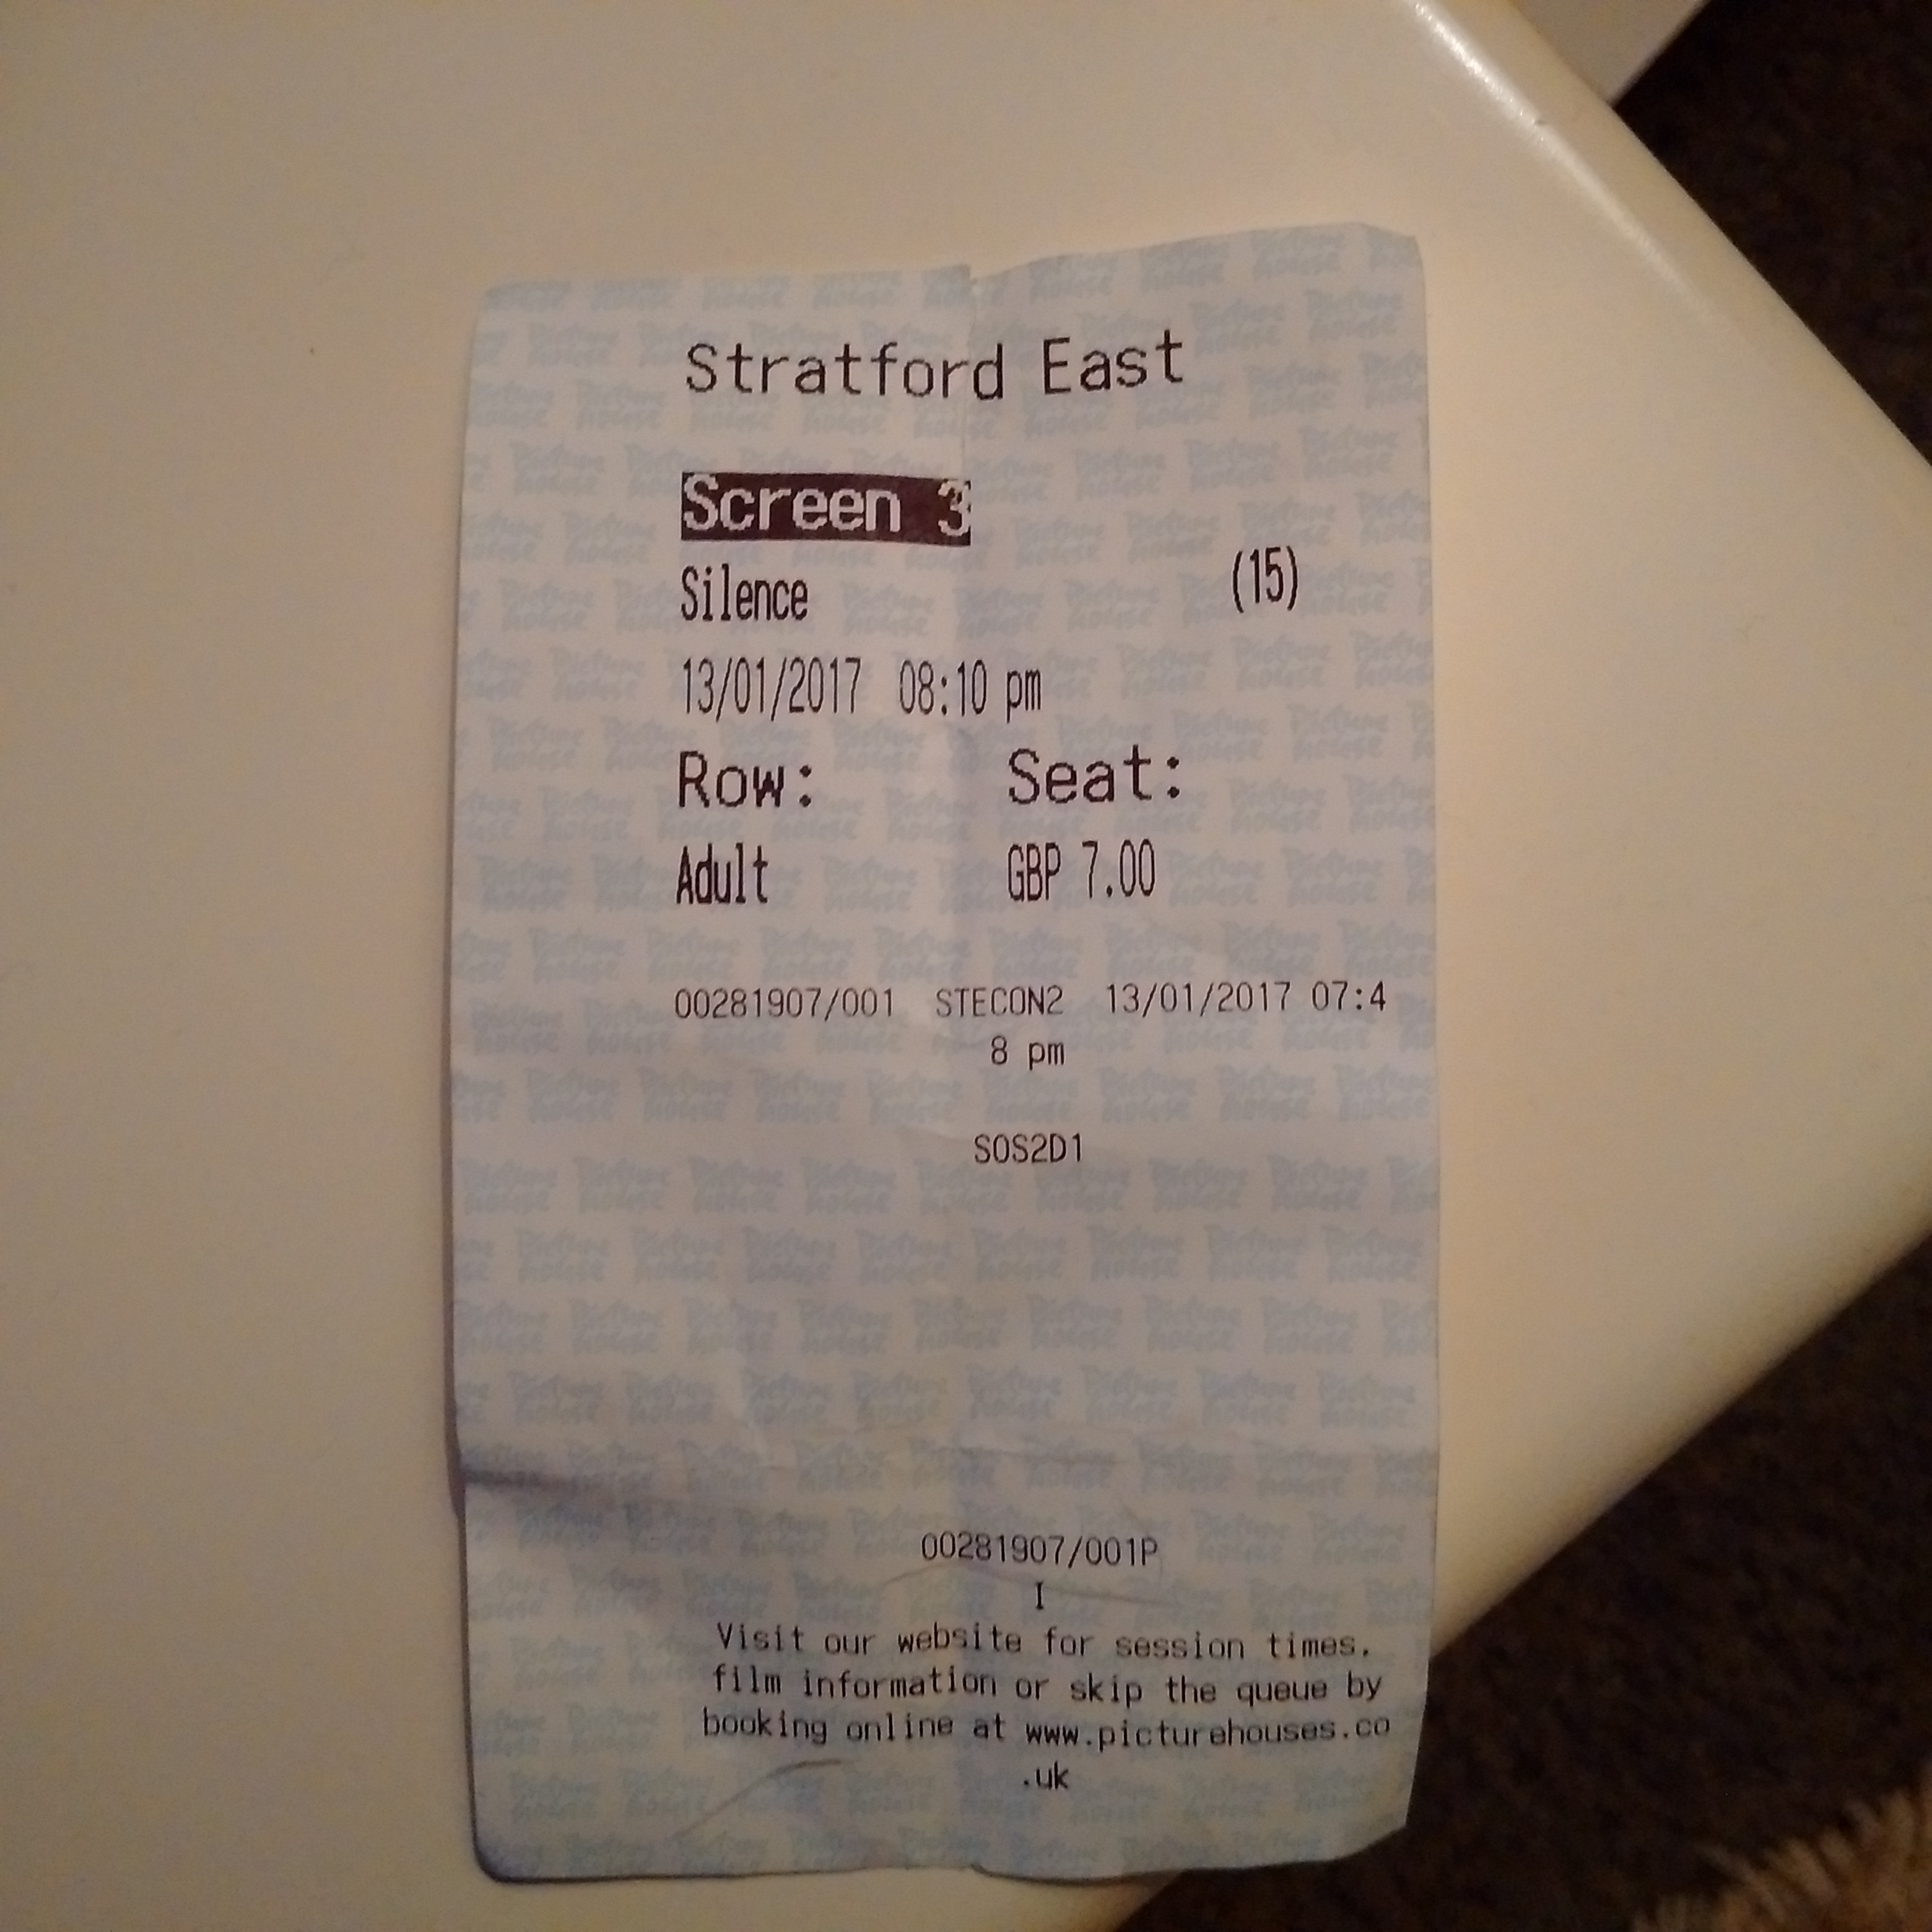 Stratford East
Screen 3
Silence (15)
13/01/2017 08:10 pm
Row: Seat:
Adult GBP 7.00
00281907/001 STECON2 13/01/2017 07:4
8 pm
SOS2D1
00281907/001P
I
Visit our website for session times,
film information or skip the queue by
booking online at www.picturehouses.co
.uk